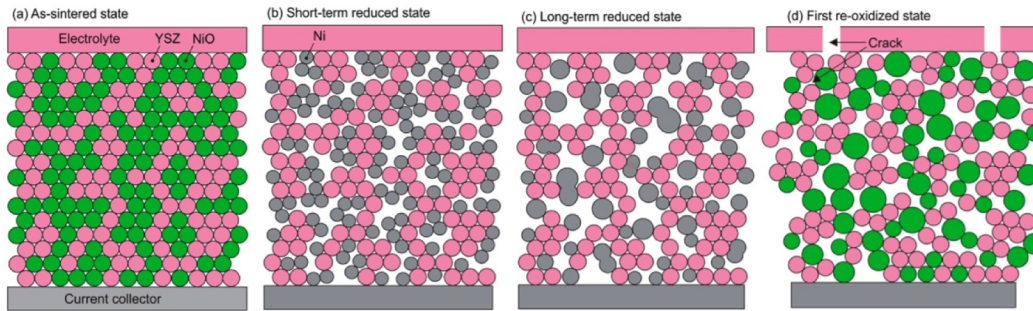 (a) As-sintered state
Electrolyte
YSZ
NiO
Current collector
(b) Short-term reduced state
Ni
(c) Long-term reduced state
(d) First re-oxidized state
Crack